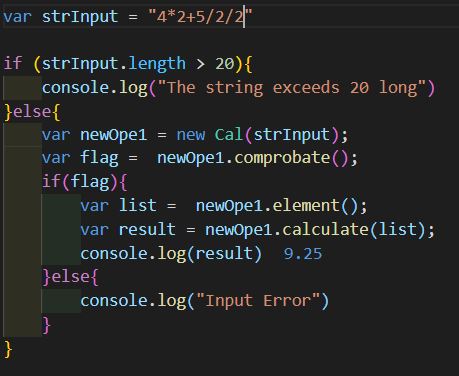 var strInput = "4*2+5/2/2"
if (strInput.length > 20){
console.log("The string exceeds 20 long")
}else{
var newOpe1 = new Cal(strInput);
var flag =  newOpe1.comprobate();
if(flag){
var list =  newOpe1.element();
var result = newOpe1.calculate(list);
console.log(result)  9.25
}else{
console.log("Input Error")
}
}